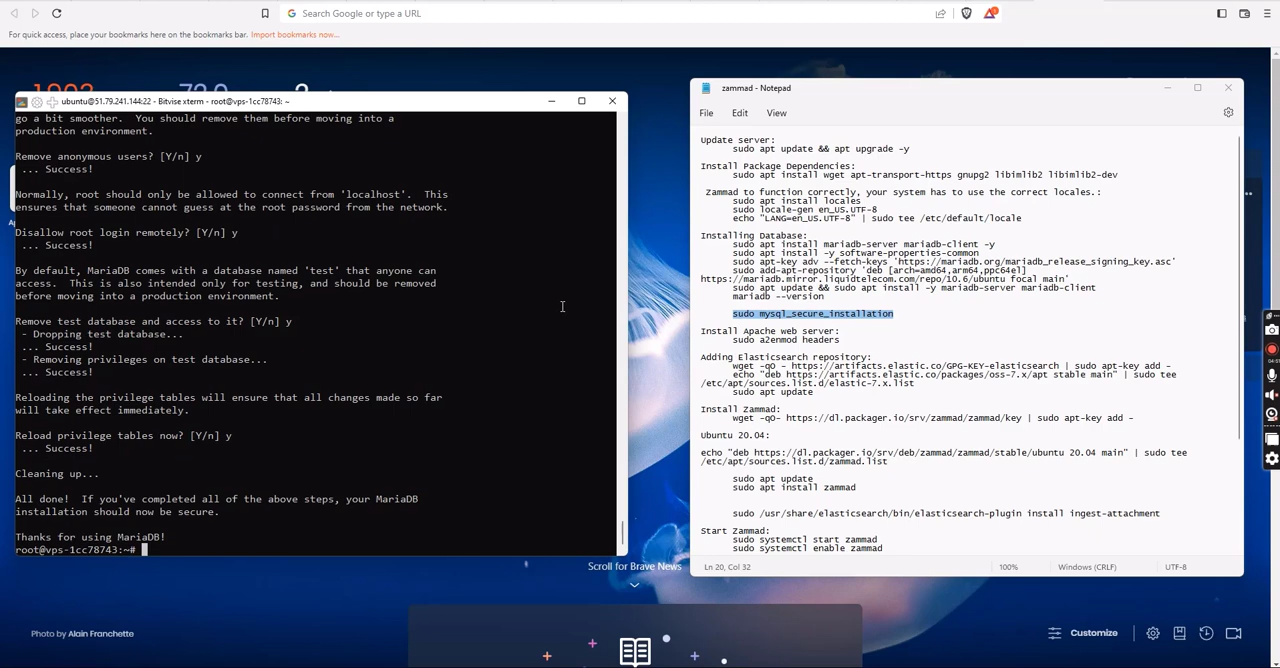 Search Google or type a URL
For quick access, place your bookmarks here on the bookmarks bar. Import bookmarks now...
ubuntu@51.79.241.144:22 - Bitvise xterm - root@vps-1cc78743: ~
go a bit smoother.  You should remove them before moving into a
production environment.
Remove anonymous users? [Y/n] y
... Success!
Normally, root should only be allowed to connect from 'localhost'.  This
ensures that someone cannot guess at the root password from the network.
Disallow root login remotely? [Y/n] y
... Success!
By default, MariaDB comes with a database named 'test' that anyone can
access.  This is also intended only for testing, and should be removed
before moving into a production environment.
Remove test database and access to it? [Y/n] y
- Dropping test database...
... Success!
- Removing privileges on test database...
... Success!
Reloading the privilege tables will ensure that all changes made so far
will take effect immediately.
Reload privilege tables now? [Y/n] y
... Success!
Cleaning up...
All done!  If you've completed all of the above steps, your MariaDB
installation should now be secure.
Thanks for using MariaDB!
root@vps-1cc78743:~#
zammad - Notepad
File Edit View
Update server:
sudo apt update && apt upgrade -y
Install Package Dependencies:
sudo apt install wget apt-transport-https gnupg2 libimlib2 libimlib2-dev
Zammad to function correctly, your system has to use the correct locales.:
sudo apt install locales
sudo locale-gen en_US.UTF-8
echo "LANG=en_US.UTF-8" | sudo tee /etc/default/locale
Installing Database:
sudo apt install mariadb-server mariadb-client -y
sudo apt install -y software-properties-common
sudo apt-key adv --fetch-keys 'https://mariadb.org/mariadb_release_signing_key.asc'
sudo add-apt-repository 'deb [arch=amd64,arm64,ppc64el]
https://mariadb.mirror.liquidtelecom.com/repo/10.6/ubuntu focal main'
sudo apt update && sudo apt install -y mariadb-server mariadb-client
mariadb --version
sudo mysql_secure_installation
Install Apache web server:
sudo a2enmod headers
Adding Elasticsearch repository:
wget -qO - https://artifacts.elastic.co/GPG-KEY-elasticsearch | sudo apt-key add -
echo "deb https://artifacts.elastic.co/packages/oss-7.x/apt stable main" | sudo tee
/etc/apt/sources.list.d/elastic-7.x.list
sudo apt update
Install Zammad:
wget -qO- https://dl.packager.io/srv/zammad/zammad/key | sudo apt-key add -
Ubuntu 20.04:
echo "deb https://dl.packager.io/srv/deb/zammad/zammad/stable/ubuntu 20.04 main" | sudo tee
/etc/apt/sources.list.d/zammad.list
sudo apt update
sudo apt install zammad
sudo /usr/share/elasticsearch/bin/elasticsearch-plugin install ingest-attachment
Start Zammad:
sudo systemctl start zammad
sudo systemctl enable zammad
Ln 20, Col 32 100% Windows (CRLF) UTF-8
Scroll for Brave News
Photo by Alain Franchette
Customize